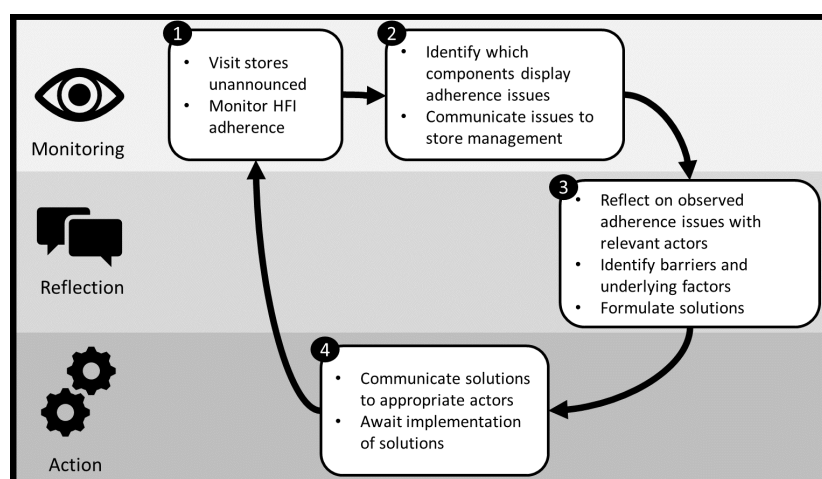 1
• Visit stores
unannounced
• Monitor HFI
adherence
2
• Identify which
components display
adherence issues
• Communicate issues to
store management
Monitoring
3
• Reflect on observed
adherence issues with
relevant actors
• Identify barriers and
underlying factors
• Formulate solutions
Reflection
4
• Communicate solutions
to appropriate actors
• Await implementation
of solutions
Action